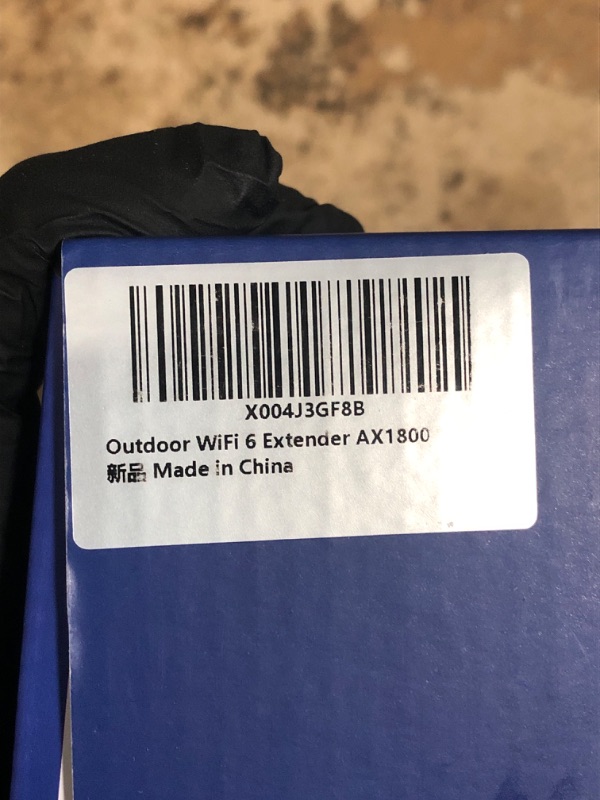 X004J3GF8B
Outdoor WiFi 6 Extender AX1800
新品 Made in China